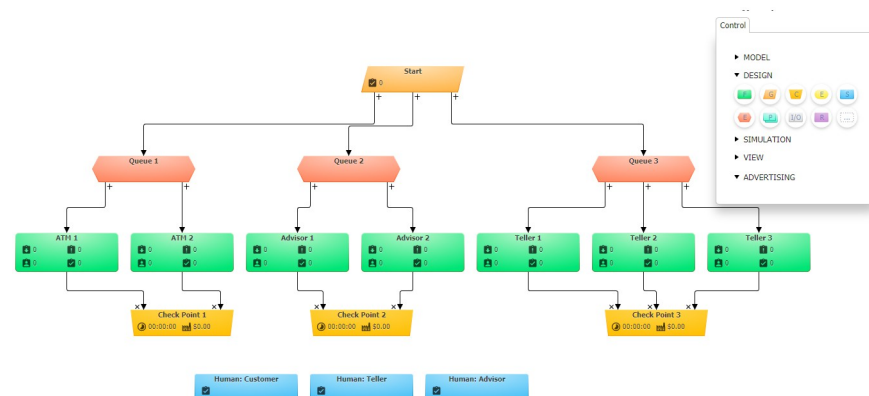 Control
MODEL
DESIGN
F G C E S
E F I/O R ...
SIMULATION
VIEW
ADVERTISING
Start
0
+ + +
Queue 1 Queue 2 Queue 3
+ + + + + + +
ATM 1 ATM 2 Advisor 1 Advisor 2 Teller 1 Teller 2 Teller 3
0 0 0 0 0 0 0 0 0 0 0 0 0 0
0 0 0 0 0 0 0 0 0 0 0 0 0 0
× × × × × × ×
Check Point 1 Check Point 2 Check Point 3
00:00:00 $0.00 00:00:00 $0.00 00:00:00 $0.00
Human: Customer Human: Teller Human: Advisor